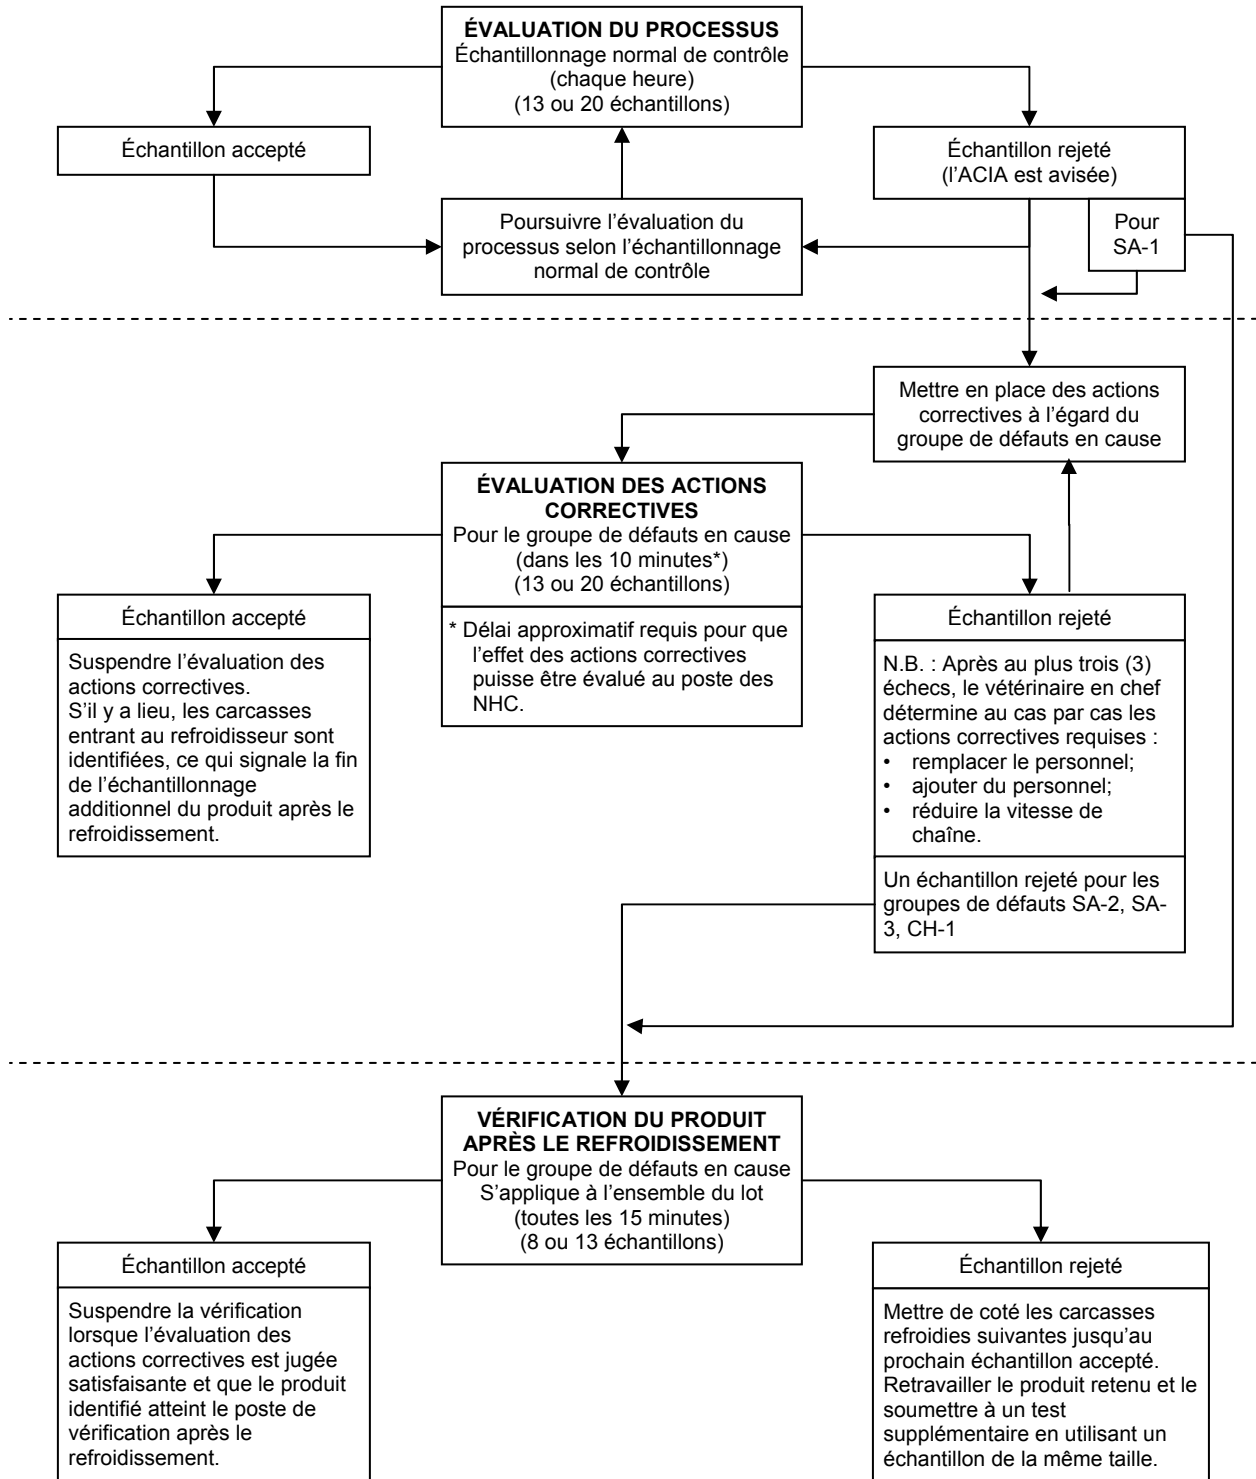 ÉVALUATION DU PROCESSUS
Échantillonnage normal de contrôle
(chaque heure)
(13 ou 20 échantillons)
Échantillon accepté
Échantillon rejeté
(l’ACIA est avisée)
Poursuivre l’évaluation du
processus selon l’échantillonnage
normal de contrôle
Pour
SA-1
Mettre en place des actions
correctives à l’égard du
groupe de défauts en cause
ÉVALUATION DES ACTIONS
CORRECTIVES
Pour le groupe de défauts en cause
(dans les 10 minutes*)
(13 ou 20 échantillons)
* Délai approximatif requis pour que
l’effet des actions correctives
puisse être évalué au poste des
NHC.
Échantillon accepté
Suspendre l’évaluation des
actions correctives.
S’il y a lieu, les carcasses
entrant au refroidisseur sont
identifiées, ce qui signale la fin
de l’échantillonnage
additionnel du produit après le
refroidissement.
Échantillon rejeté
N.B. : Après au plus trois (3)
échecs, le vétérinaire en chef
détermine au cas par cas les
actions correctives requises :
• remplacer le personnel;
• ajouter du personnel;
• réduire la vitesse de
chaîne.
Un échantillon rejeté pour les
groupes de défauts SA-2, SA-
3, CH-1
VÉRIFICATION DU PRODUIT
APRÈS LE REFROIDISSEMENT
Pour le groupe de défauts en cause
S’applique à l’ensemble du lot
(toutes les 15 minutes)
(8 ou 13 échantillons)
Échantillon accepté
Suspendre la vérification
lorsque l’évaluation des
actions correctives est jugée
satisfaisante et que le produit
identifié atteint le poste de
vérification après le
refroidissement.
Échantillon rejeté
Mettre de coté les carcasses
refroidies suivantes jusqu’au
prochain échantillon accepté.
Retravailler le produit retenu et le
soumettre à un test
supplémentaire en utilisant un
échantillon de la même taille.